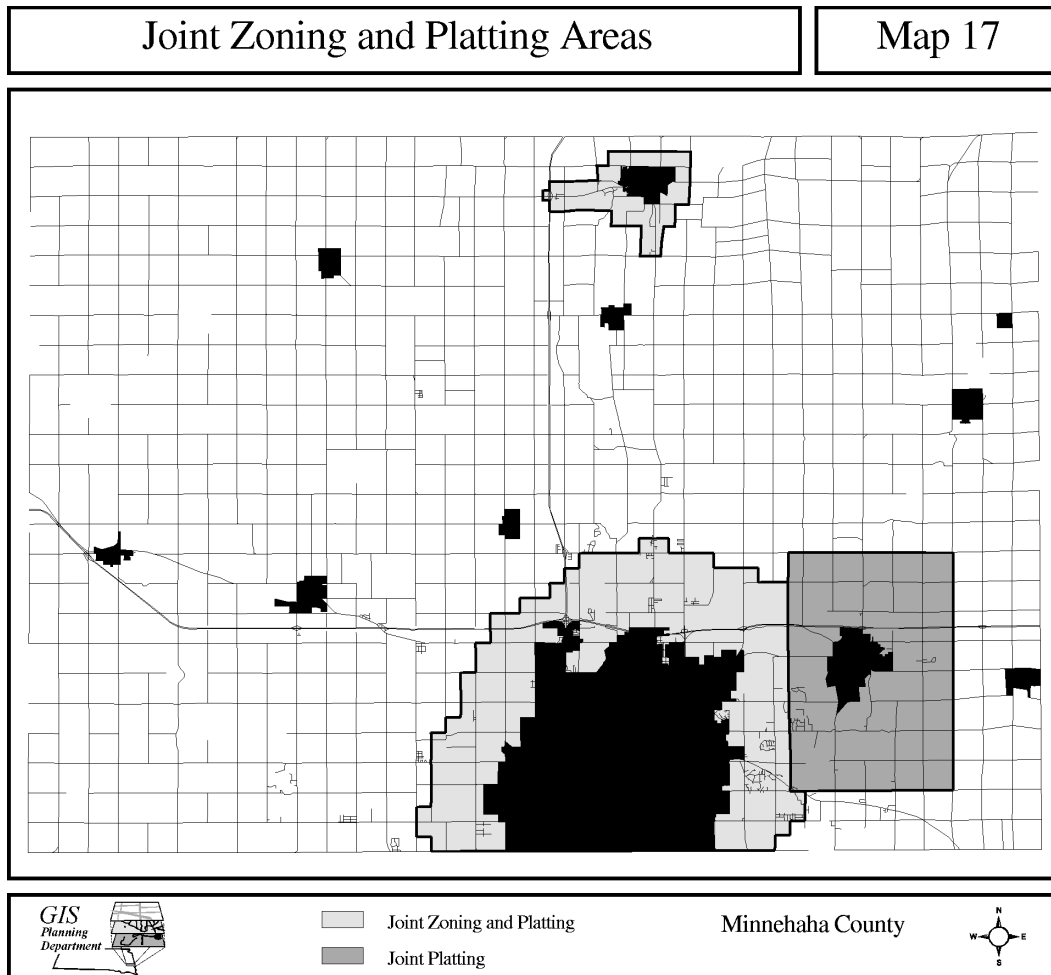 Joint Zoning and Platting Areas
Map 17
GIS
Planning
Department
Joint Zoning and Platting
Joint Platting
Minnehaha County
N
W E
S